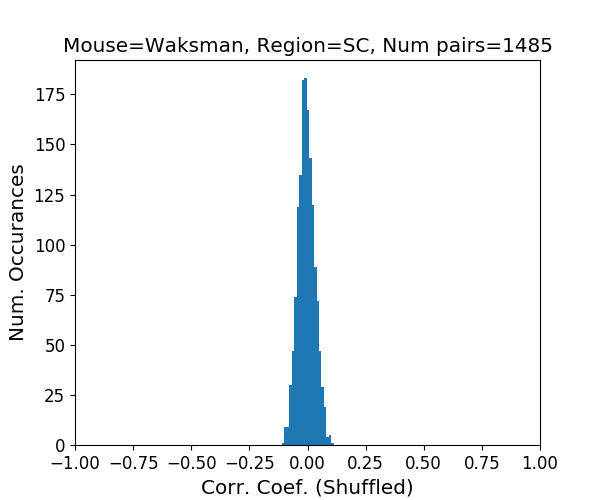 Mouse=Waksman, Region=SC, Num pairs=1485
Num. Occurances
175
150
125
100
75
50
25
0
−1.00 −0.75 −0.50 −0.25 0.00 0.25 0.50 0.75 1.00
Corr. Coef. (Shuffled)